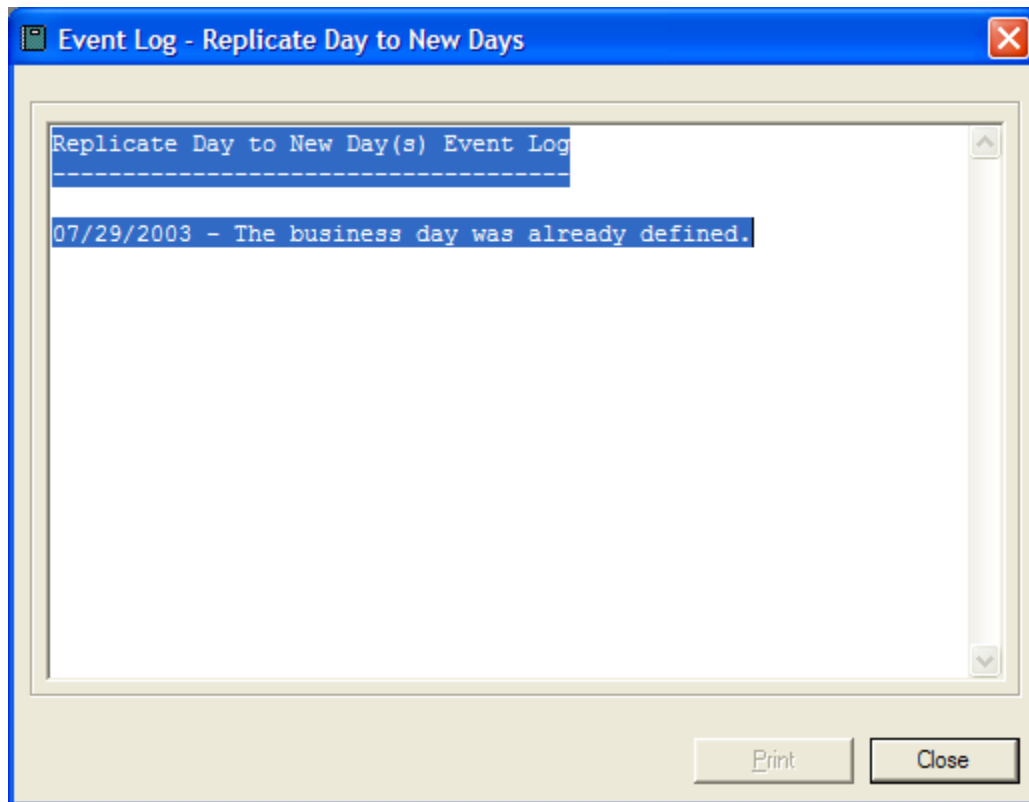 Event Log - Replicate Day to New Days
Replicate Day to New Day(s) Event Log
-------------------------------------
07/29/2003 - The business day was already defined.
Print
Close